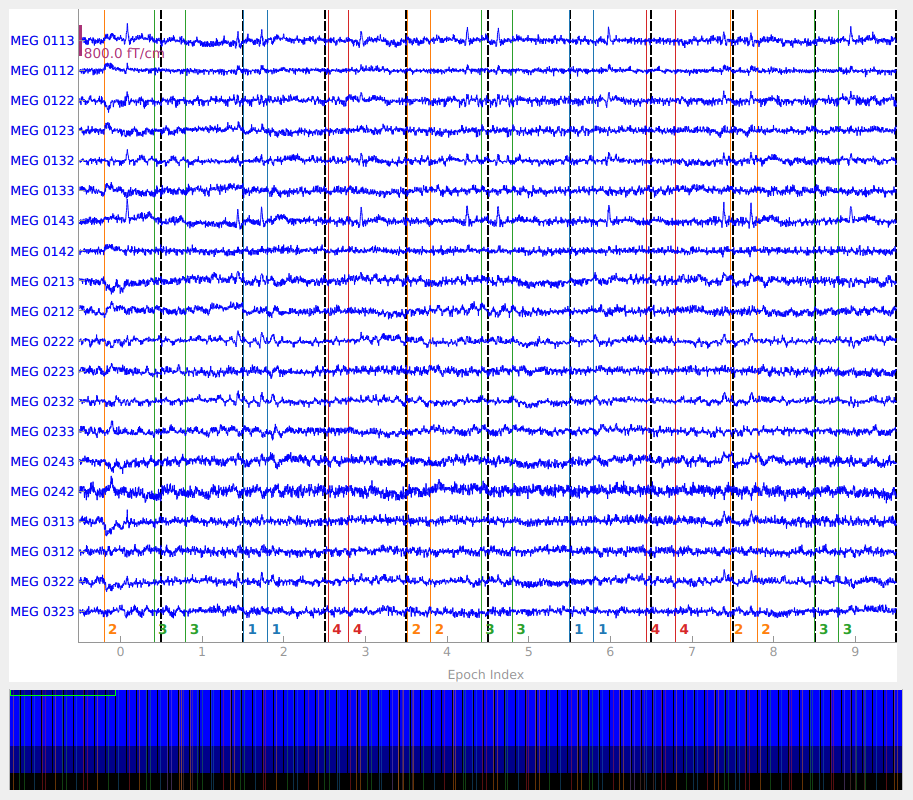 MEG 0113
800.0 fT/cm
MEG 0112
MEG 0122
MEG 0123
MEG 0132
MEG 0133
MEG 0143
MEG 0142
MEG 0213
MEG 0212
MEG 0222
MEG 0223
MEG 0232
MEG 0233
MEG 0243
MEG 0242
MEG 0313
MEG 0312
MEG 0322
MEG 0323
2 3 3 1 1 4 4 2 2 3 3 1 1 4 4 2 2 3 3
0 1 2 3 4 5 6 7 8 9
Epoch Index